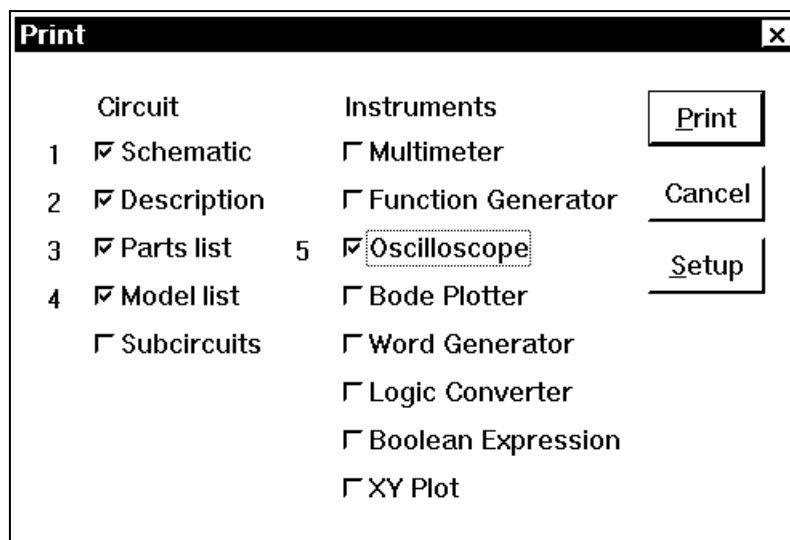 Print
Circuit Instruments Print
1 Schematic Multimeter
2 Description Function Generator Cancel
3 Parts list 5 Oscilloscope Setup
4 Model list Bode Plotter
Subcircuits Word Generator
Logic Converter
Boolean Expression
XY Plot